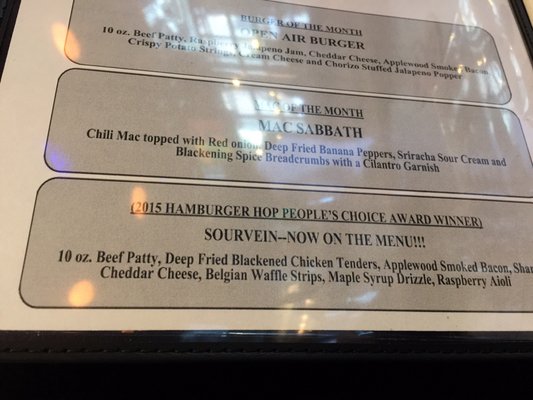 BURGER OF THE MONTH
OPEN AIR BURGER
10 oz. Beef Patty, Raspberry Jalapeno Jam, Cheddar Cheese, Applewood Smoked Bacon,
Crispy Potato Strings, Cream Cheese and Chorizo Stuffed Jalapeno Popper
MAC OF THE MONTH
MAC SABBATH
Chili Mac topped with Red onion, Deep Fried Banana Peppers, Sriracha Sour Cream and
Blackening Spice Breadcrumbs with a Cilantro Garnish
(2015 HAMBURGER HOP PEOPLE'S CHOICE AWARD WINNER)
SOURVEIN--NOW ON THE MENU!!!
10 oz. Beef Patty, Deep Fried Blackened Chicken Tenders, Applewood Smoked Bacon,
Cheddar Cheese, Belgian Waffle Strips, Maple Syrup Drizzle, Raspberry Aioli